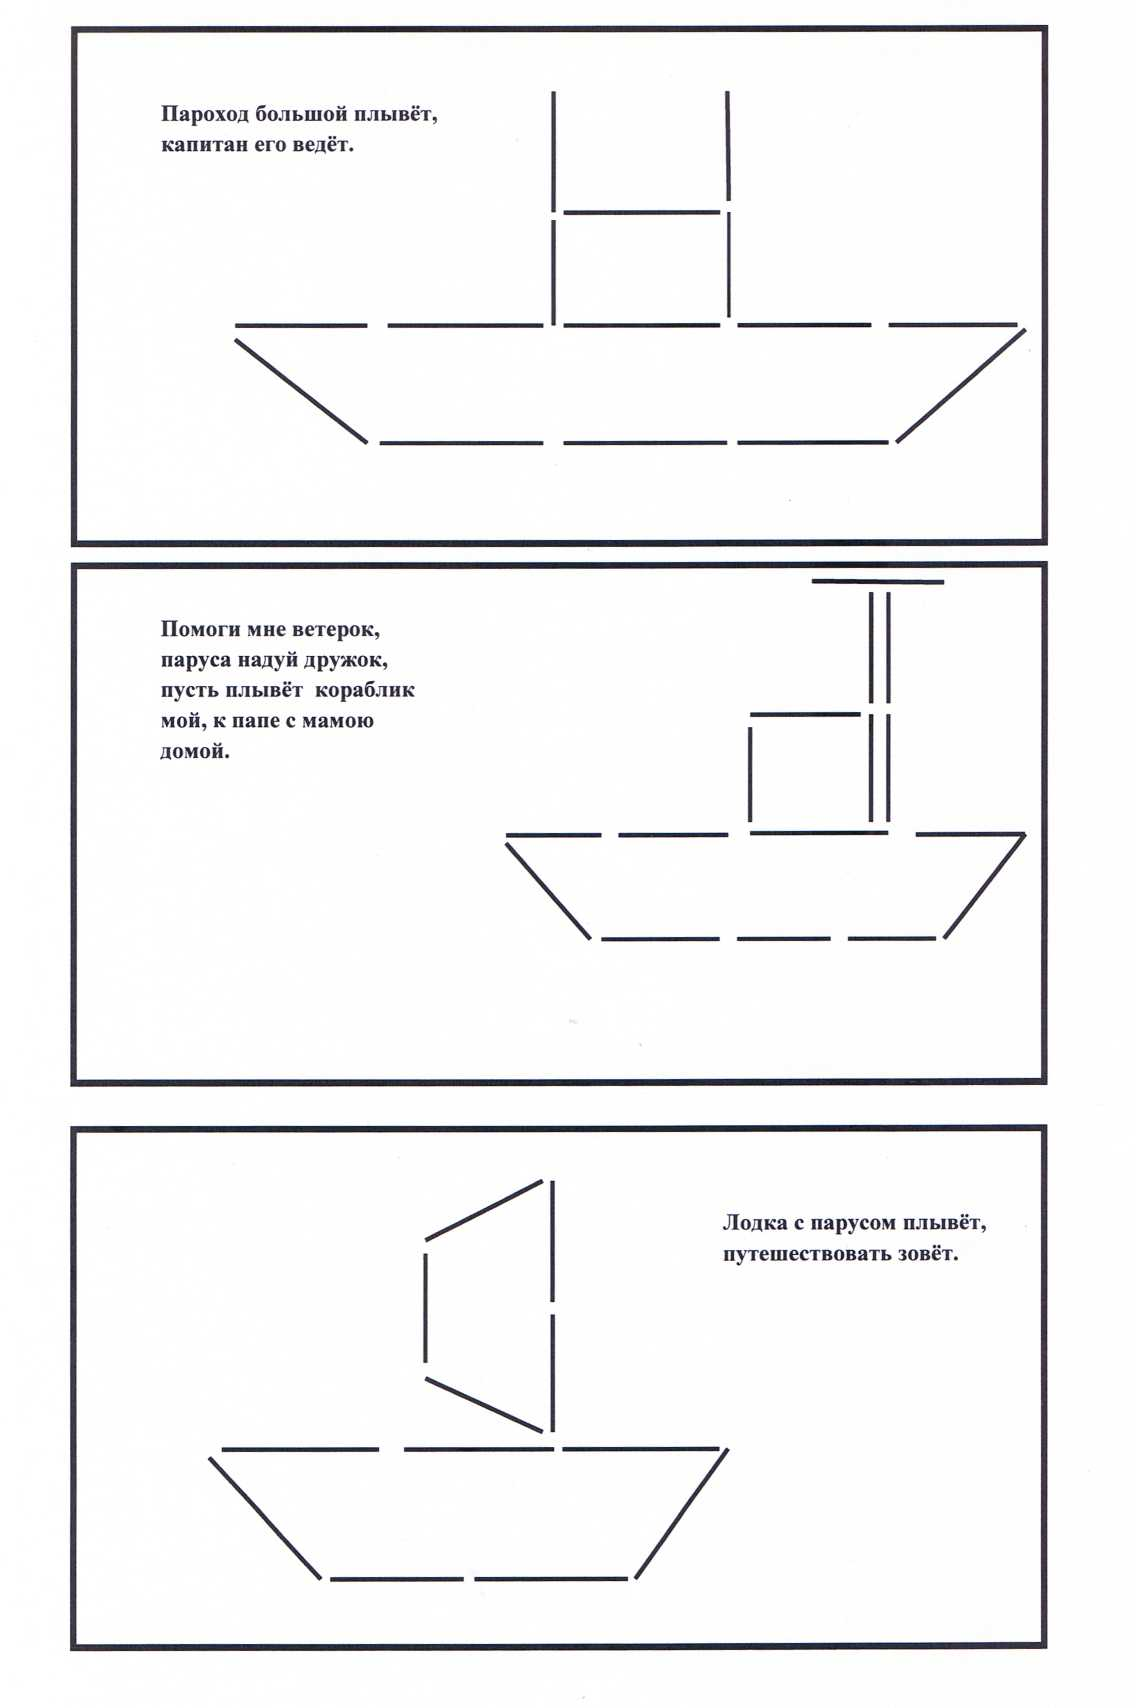 Пароход большой плывёт,
капитан его ведёт.
Помоги мне ветерок,
паруса надуй дружок,
пусть плывёт  кораблик
мой, к папе с мамою
домой.
Лодка с парусом плывёт,
путешествовать зовёт.